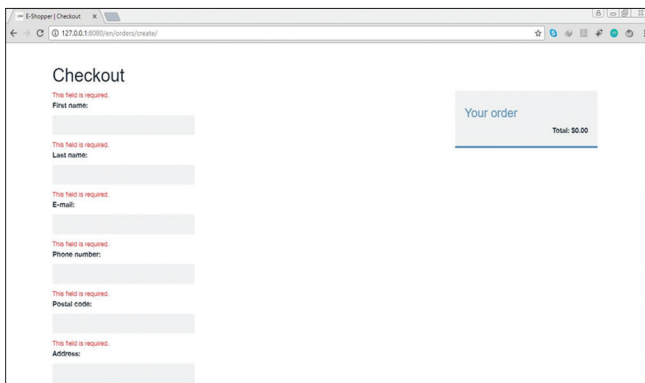 E-Shopper | Checkout
127.0.0.1:8080/en/orders/create/
Checkout
This field is required.
First name:
This field is required.
Last name:
This field is required.
E-mail:
This field is required.
Phone number:
This field is required.
Postal code:
This field is required.
Address:
Your order
Total: $0.00